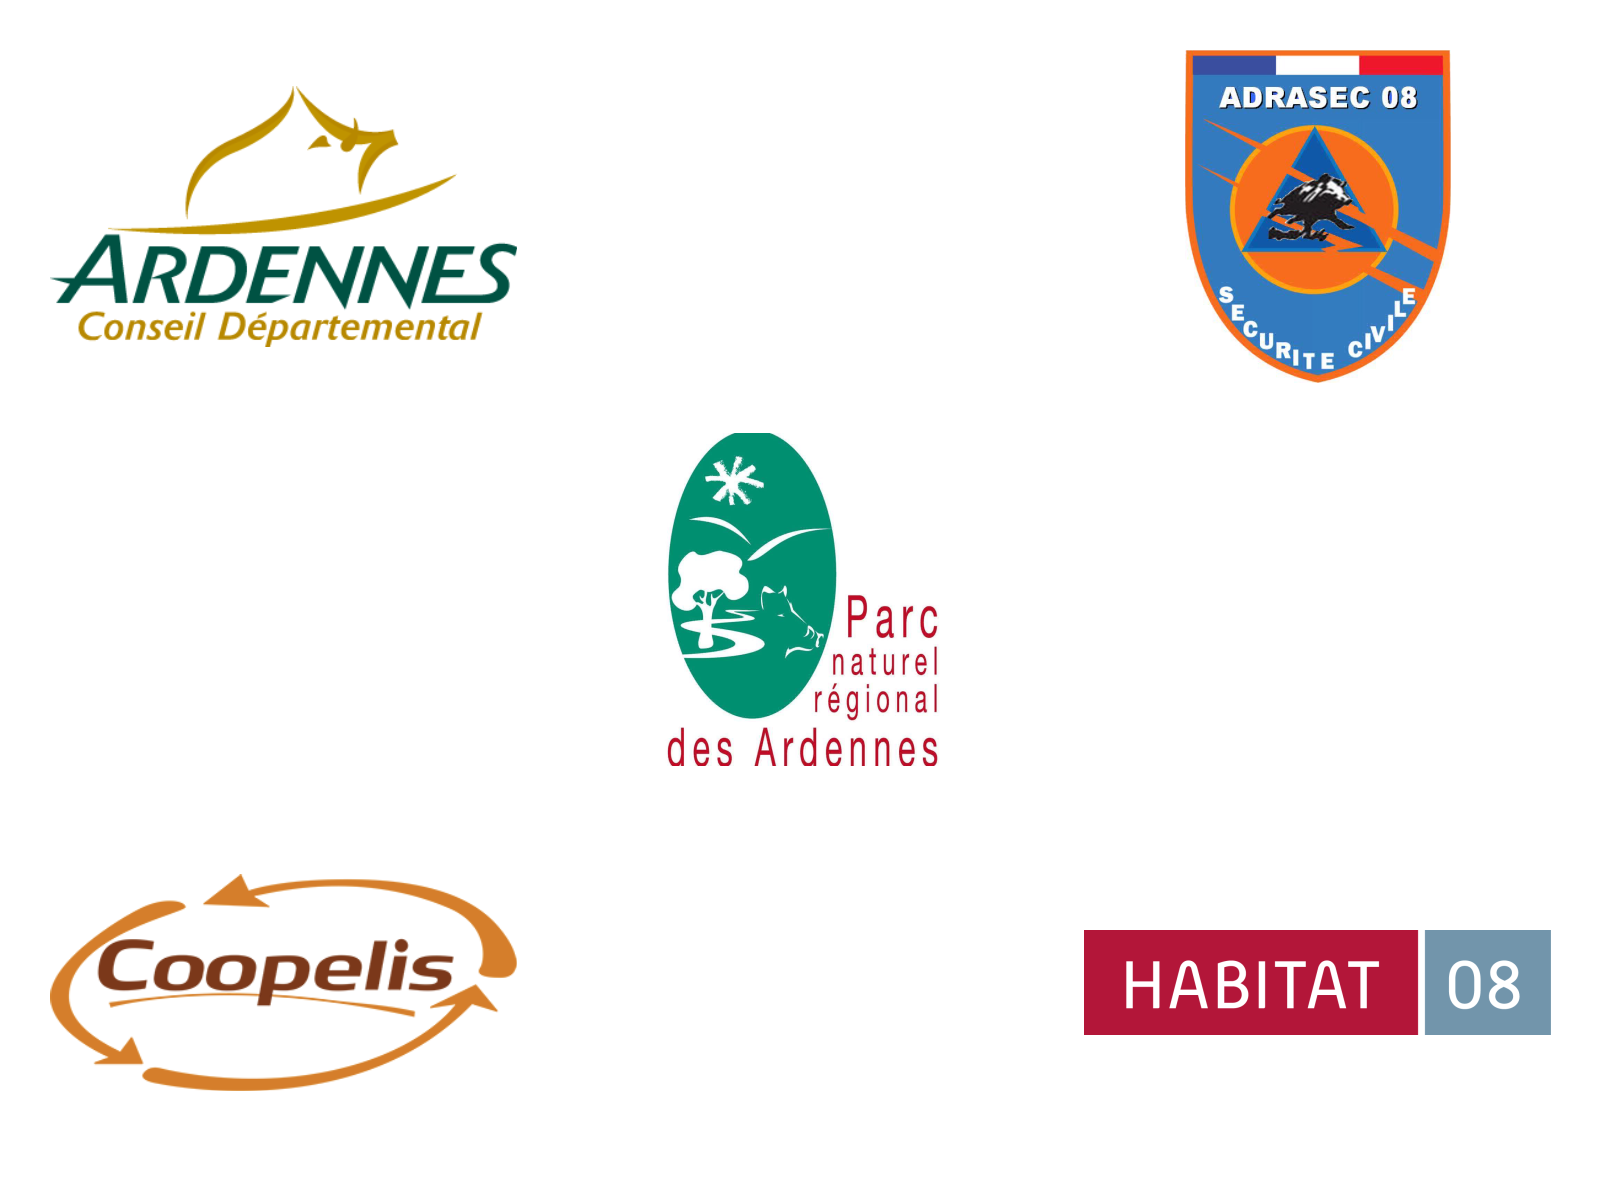 ARDENNES
Conseil Départemental
ADRASEC 08
SECURITE CIVILE
Parc
naturel
régional
des Ardennes
Coopelis
HABITAT 08